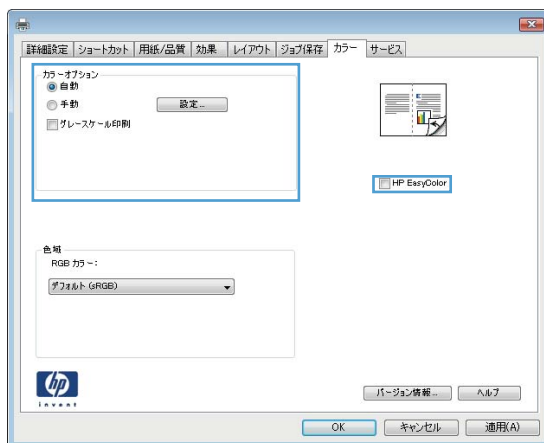 詳細設定 ショートカット 用紙/品質 効果 レイアウト ジョブ保存 カラー サービス
カラーオプション
自動
手動 設定...
グレースケール印刷
HP EasyColor
色域
RGB カラー:
デフォルト (sRGB)
hp
invent
バージョン情報... ヘルプ
OK キャンセル 適用(A)